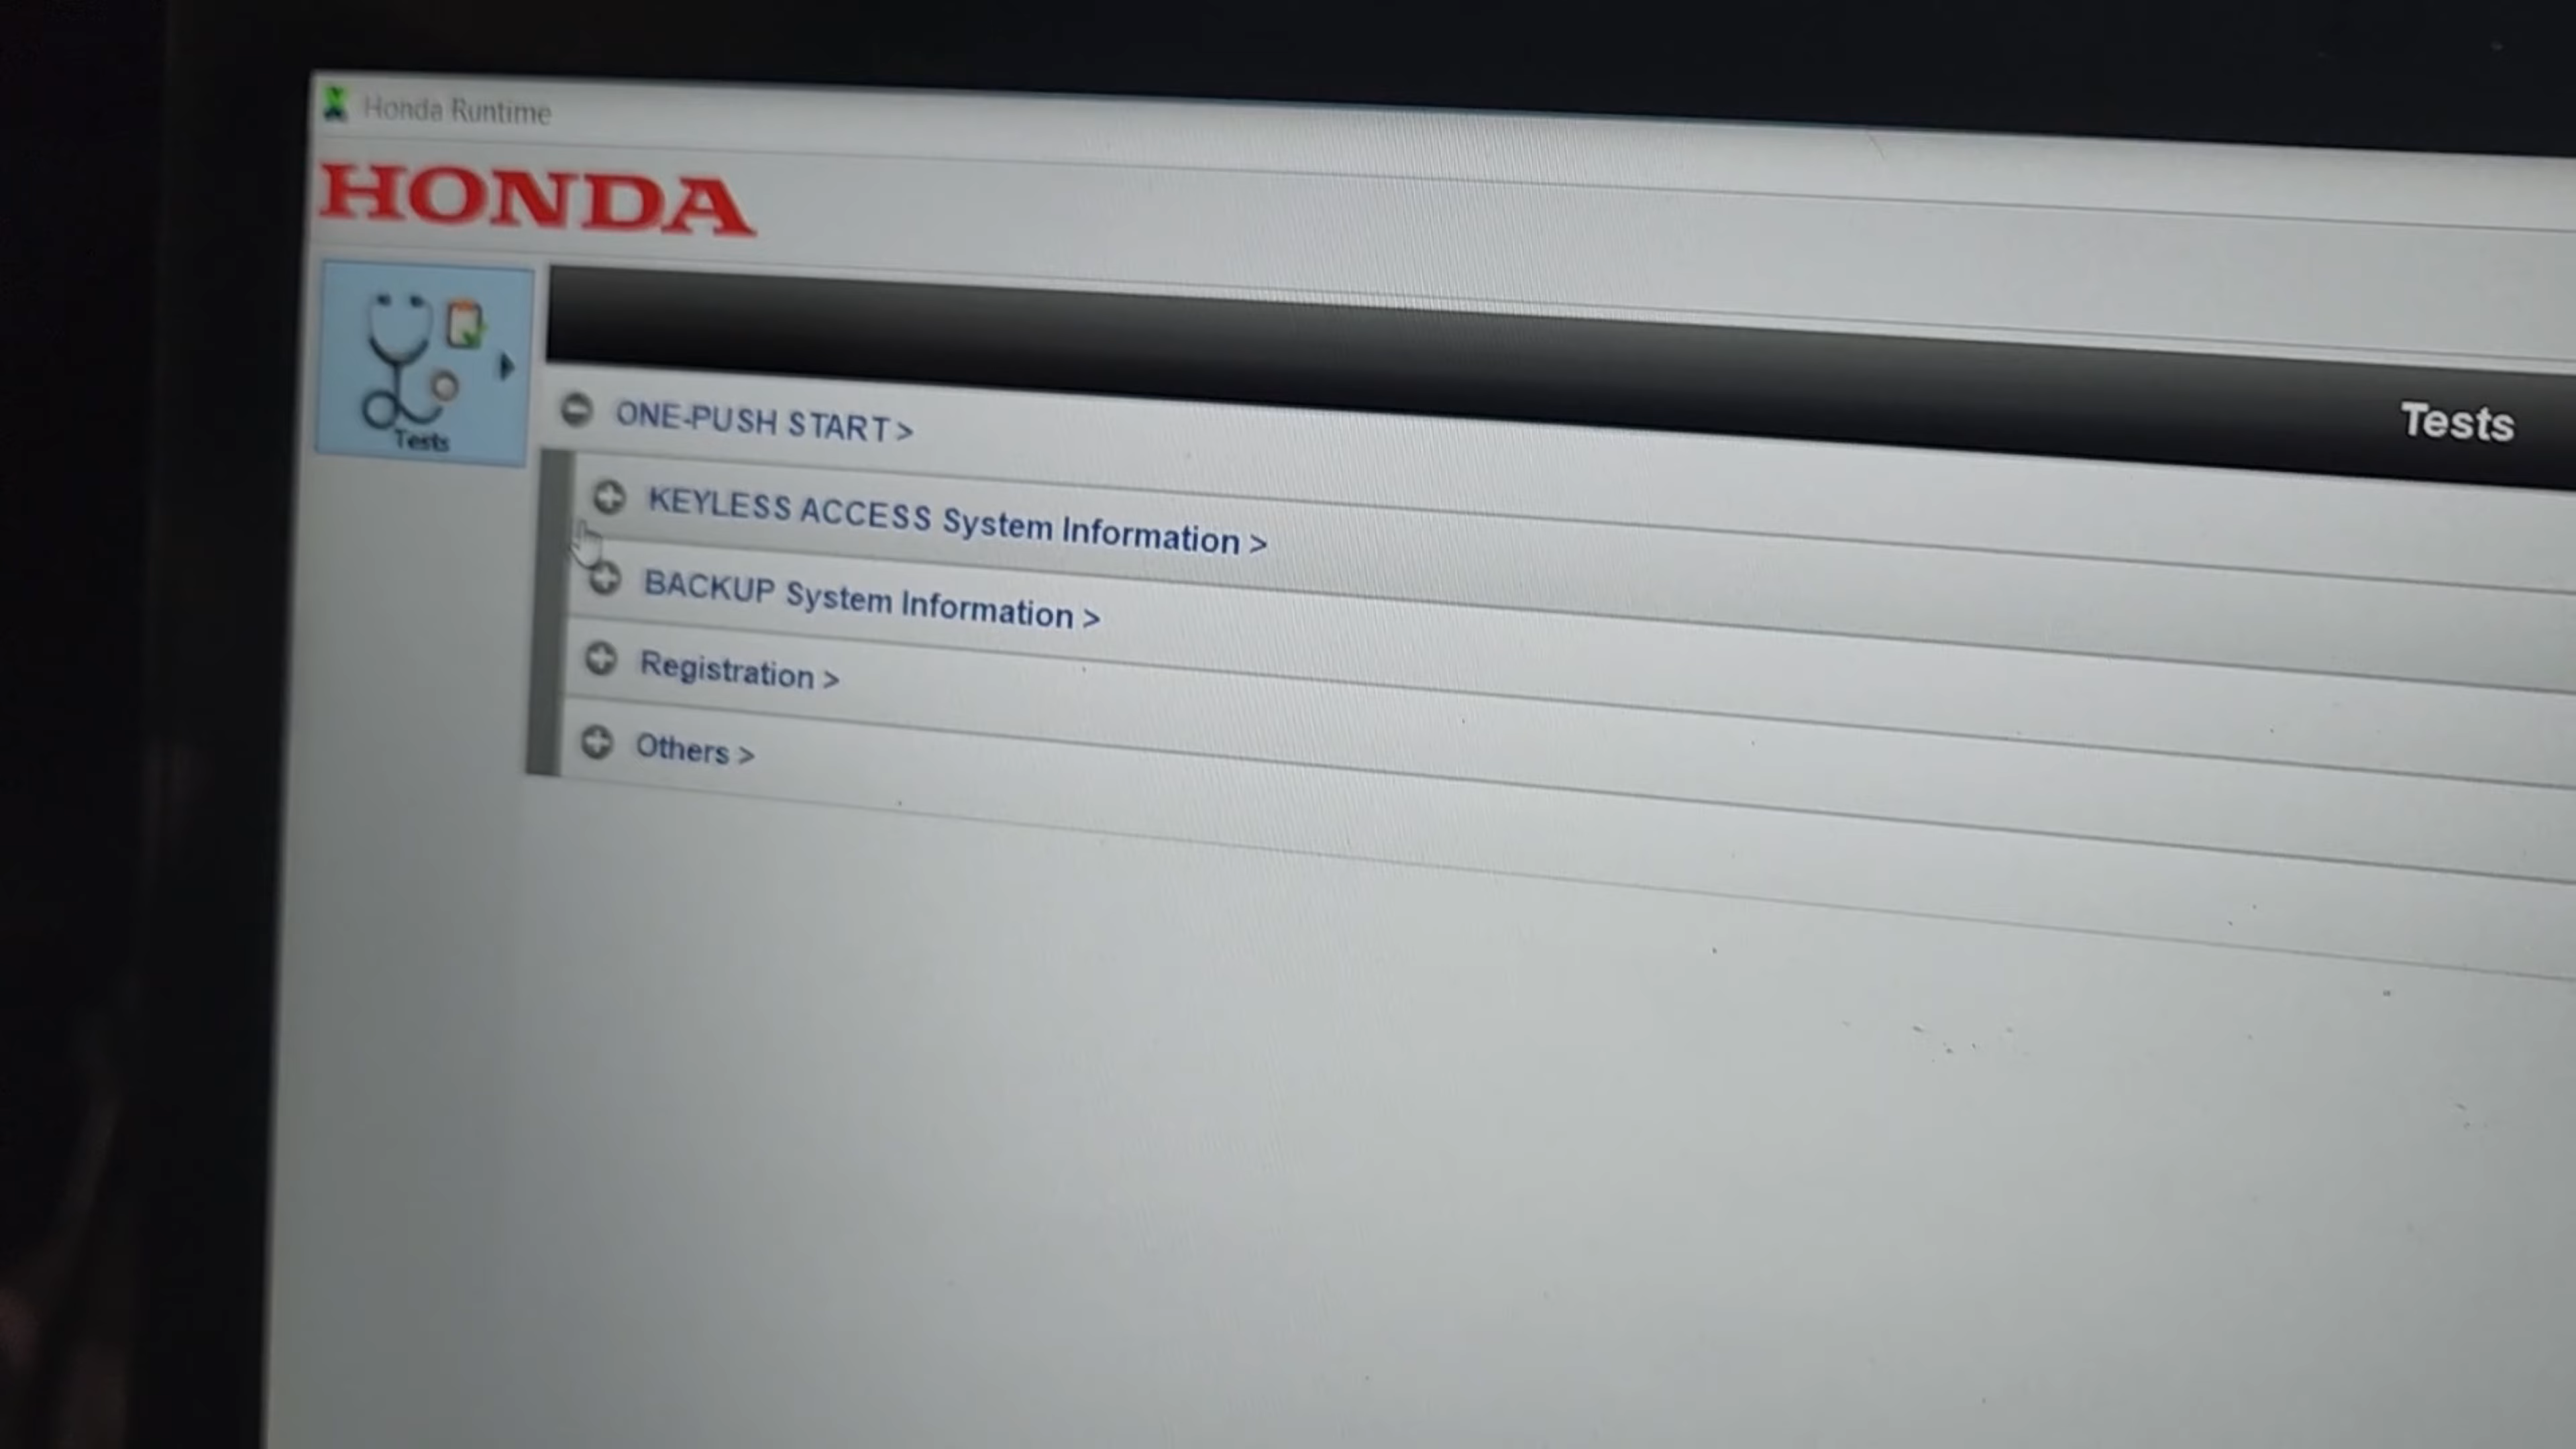 Honda Runtime
HONDA
Tests
Tests
ONE-PUSH START >
KEYLESS ACCESS System Information >
BACKUP System Information >
Registration >
Others >